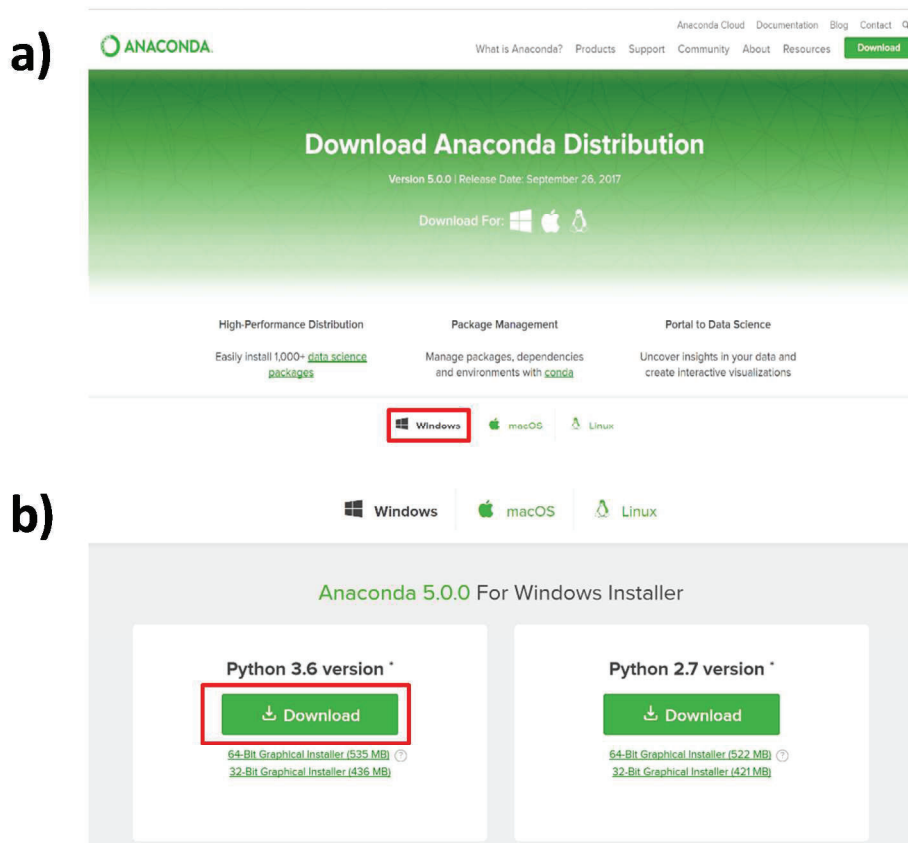 a)
ANACONDA.
Anaconda Cloud Documentation Blog Contact
What is Anaconda? Products Support Community About Resources Download
Download Anaconda Distribution
Version 5.0.0 | Release Date: September 26, 2017
Download For:
High-Performance Distribution
Easily install 1,000+ data science
packages
Package Management
Manage packages, dependencies
and environments with conda
Portal to Data Science
Uncover insights in your data and
create interactive visualizations
Windows macOS Linux
b)
Windows macOS Linux
Anaconda 5.0.0 For Windows Installer
Python 3.6 version *
Download
64-Bit Graphical Installer (535 MB) ?
32-Bit Graphical Installer (436 MB)
Python 2.7 version *
Download
64-Bit Graphical Installer (522 MB) ?
32-Bit Graphical Installer (421 MB)